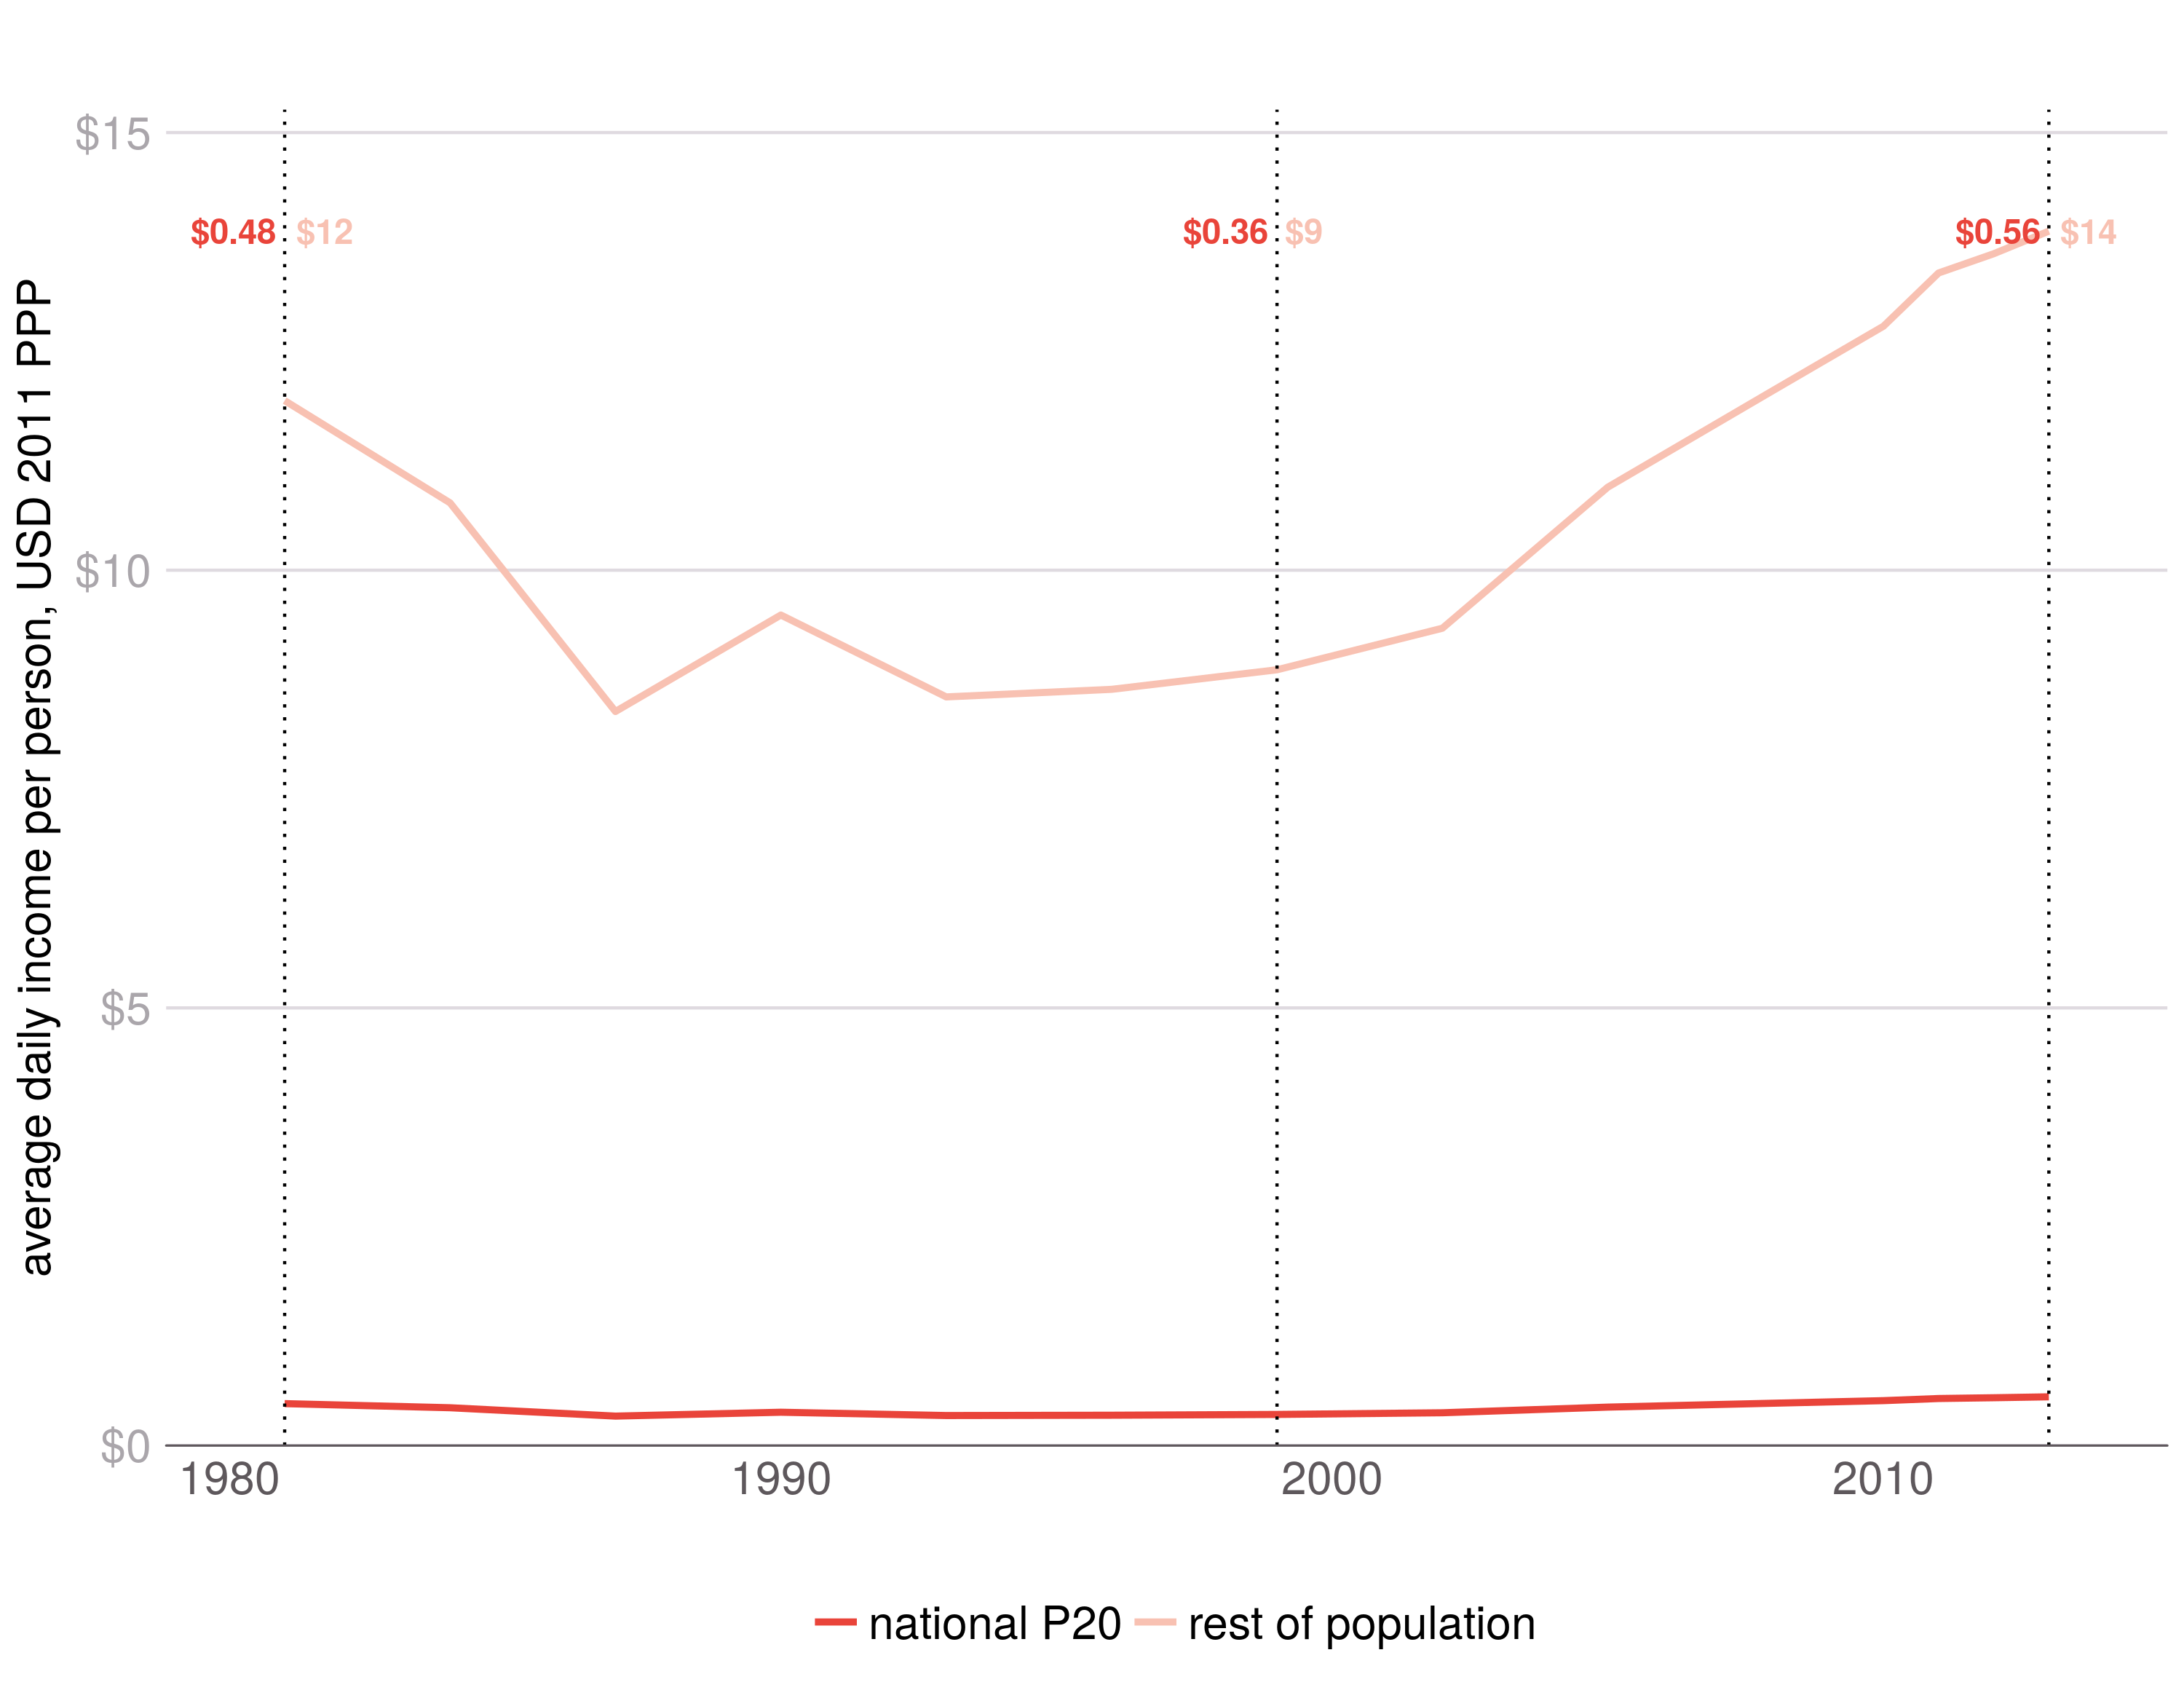 $15
$0.48 $12
$0.36 $9
$0.56 $14
average daily income per person, USD 2011 PPP
$10
$5
$0
1980 1990 2000 2010
national P20 rest of population